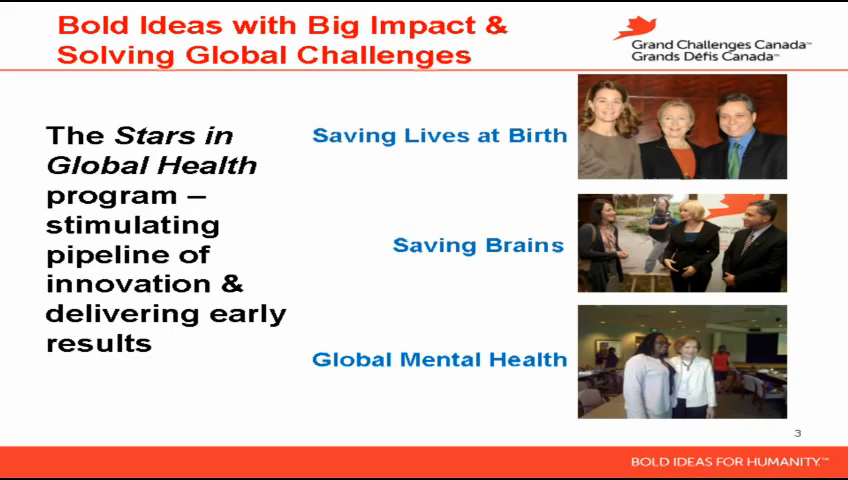 Bold Ideas with Big Impact &
Solving Global Challenges
Grand Challenges Canada™
Grands Défis Canada™
The Stars in
Global Health
program –
stimulating
pipeline of
innovation &
delivering early
results
Saving Lives at Birth
Saving Brains
Global Mental Health
3
BOLD IDEAS FOR HUMANITY.™